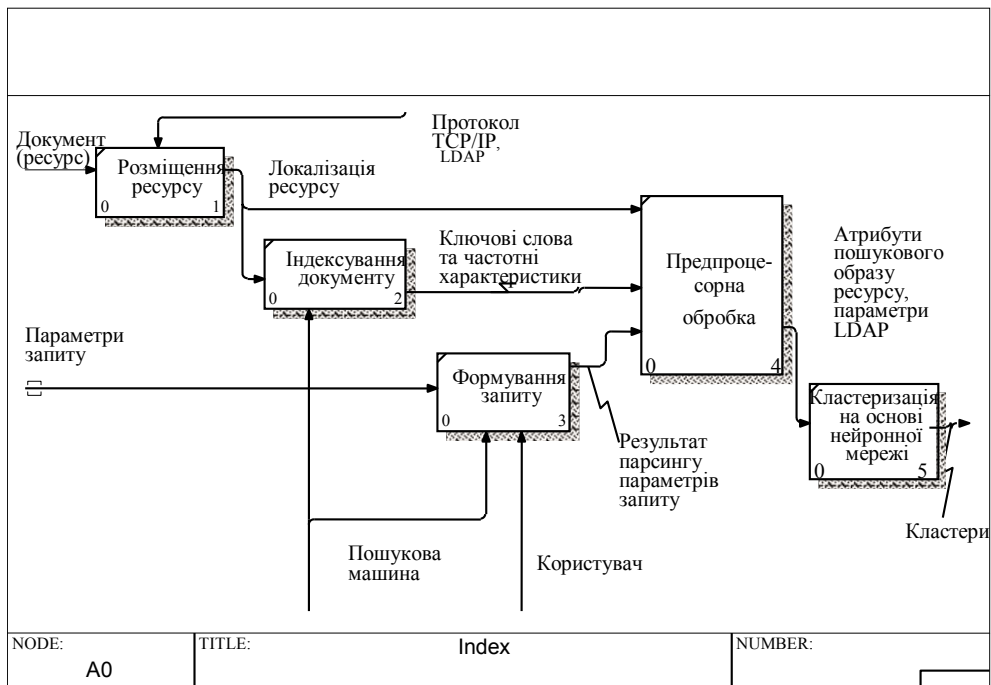 Протокол
TCP/IP,
LDAP
Документ
(ресурс)
Розміщення
ресурсу
0 1
Локалізація
ресурсу
Індексування
документу
0 2
Ключові слова
та частотні
характеристики
Предпроце-
сорна
обробка
0 4
Атрибути
пошукового
образу
ресурсу,
параметри
LDAP
Параметри
запиту
Формування
запиту
0 3
Результат
парсингу
параметрів
запиту
Кластеризація
на основі
нейронної
мережі
0 5
Кластери
Пошукова
машина
Користувач
NODE:
A0
TITLE:
Index
NUMBER: